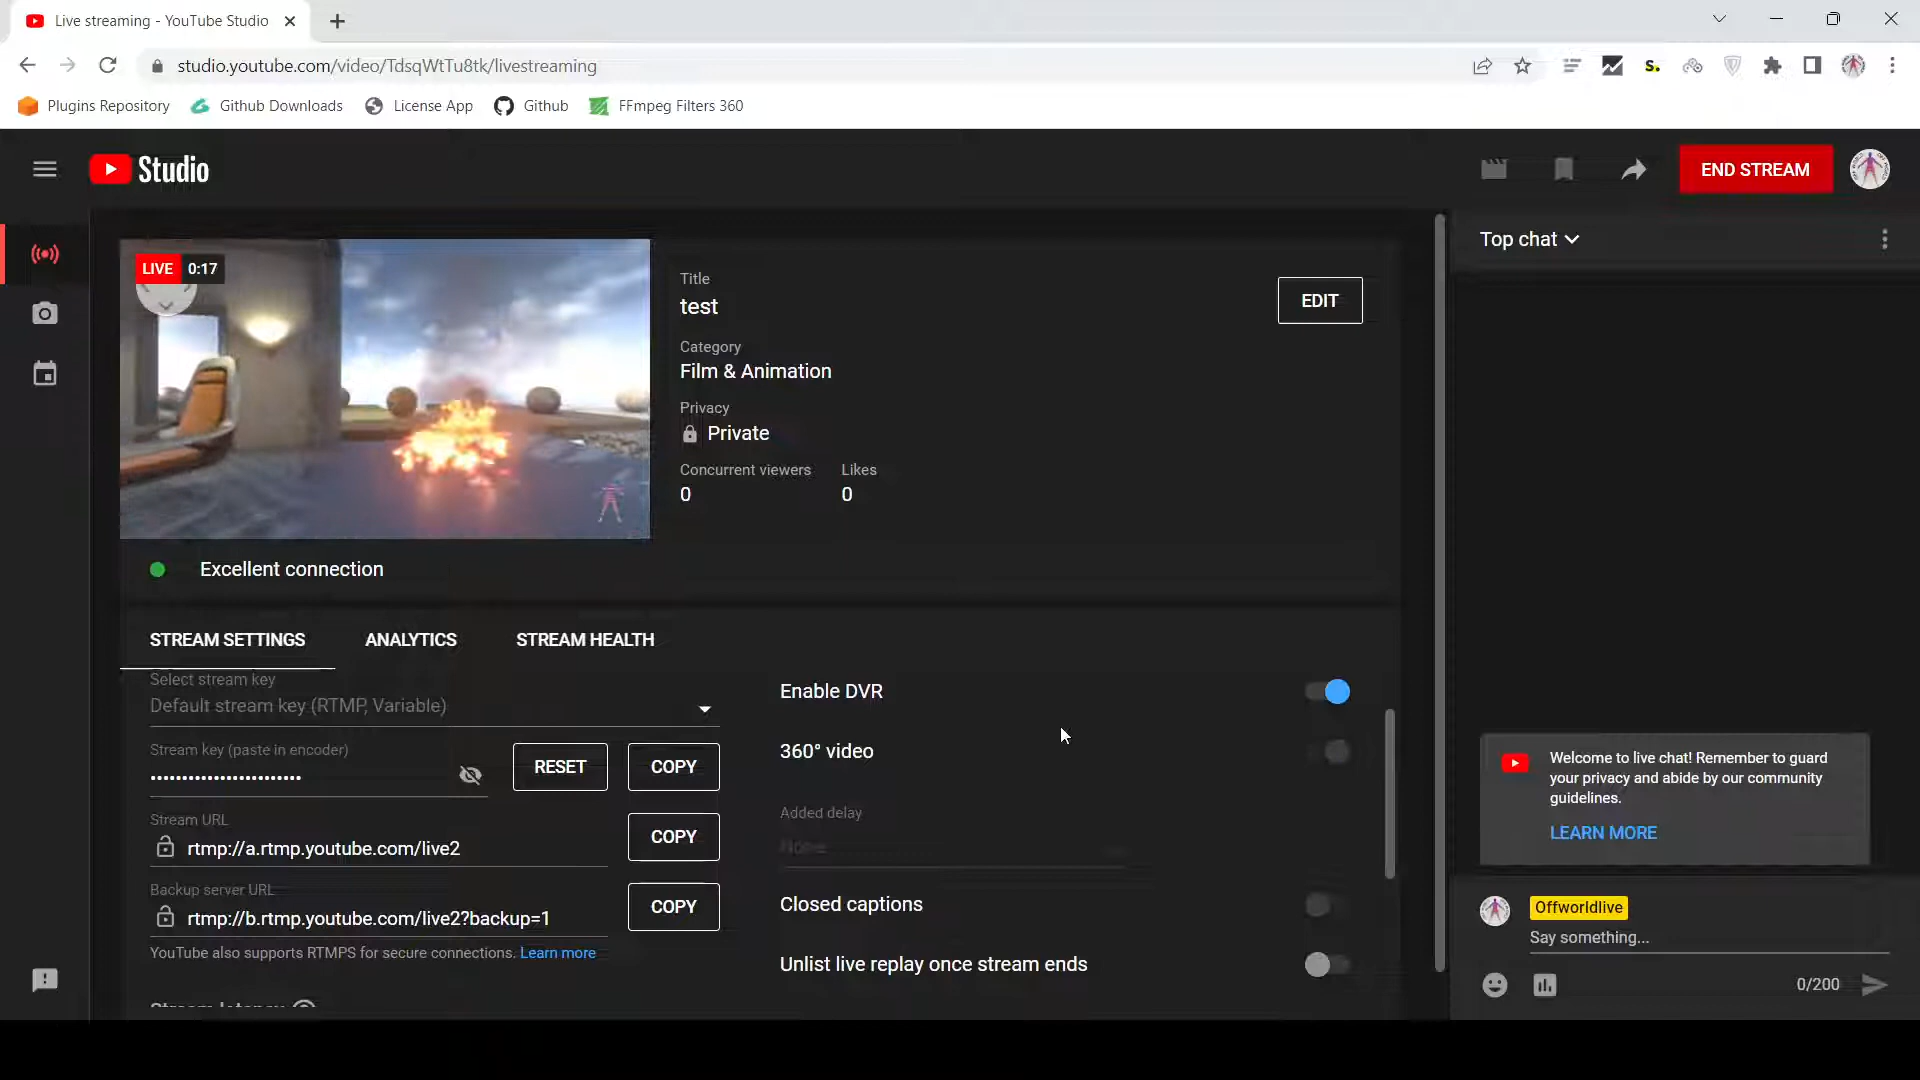 Live streaming - YouTube Studio
studio.youtube.com/video/TdsqWtTu8tk/livestreaming
S.
Plugins Repository
Github Downloads
License App
Github
FFmpeg Filters 360
Studio
END STREAM
LIVE 0:17
Title
test
EDIT
Category
Film & Animation
Privacy
Private
Concurrent viewers
0
Likes
0
Excellent connection
STREAM SETTINGS
ANALYTICS
STREAM HEALTH
Select stream key
Default stream key (RTMP, Variable)
Stream key (paste in encoder)
••••••••••••••••••••••••
RESET
COPY
Stream URL
rtmp://a.rtmp.youtube.com/live2
COPY
Backup server URL
rtmp://b.rtmp.youtube.com/live2?backup=1
COPY
YouTube also supports RTMPS for secure connections. Learn more
Stream latency
Enable DVR
360° video
Added delay
None
Closed captions
Unlist live replay once stream ends
Top chat
Welcome to live chat! Remember to guard
your privacy and abide by our community
guidelines.
LEARN MORE
Offworldlive
Say something...
0/200